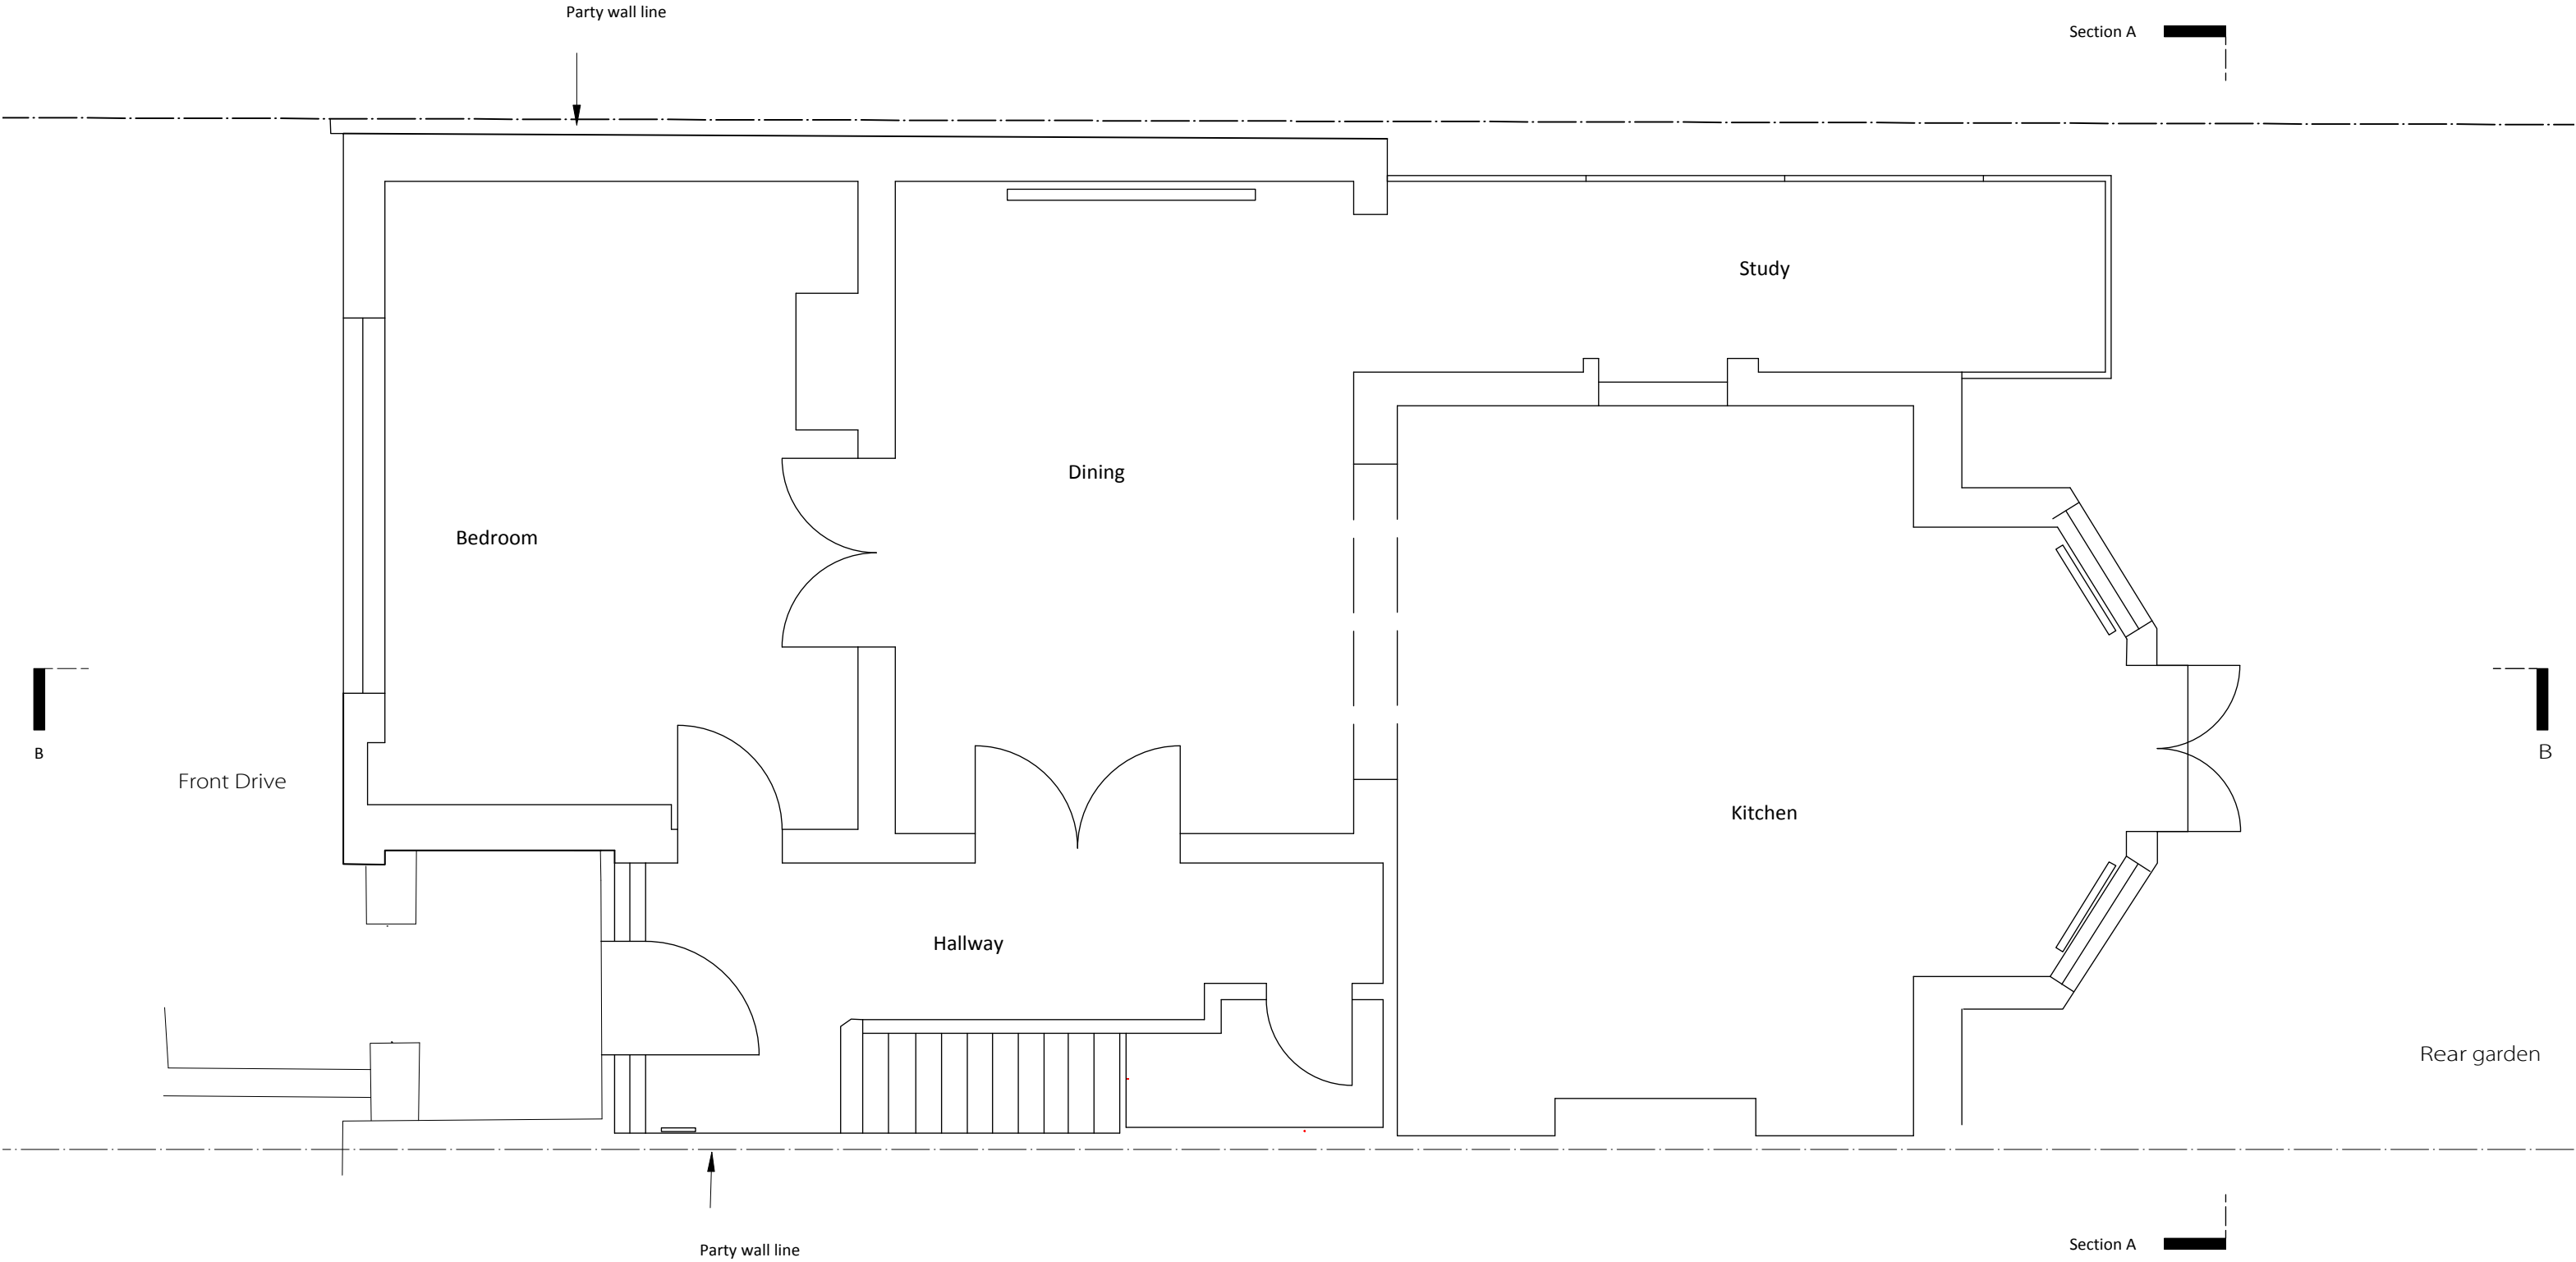 Party wall line
Section A
Study
Dining
Bedroom
B
B
Front Drive
Kitchen
Hallway
Rear garden
Party wall line
Section A